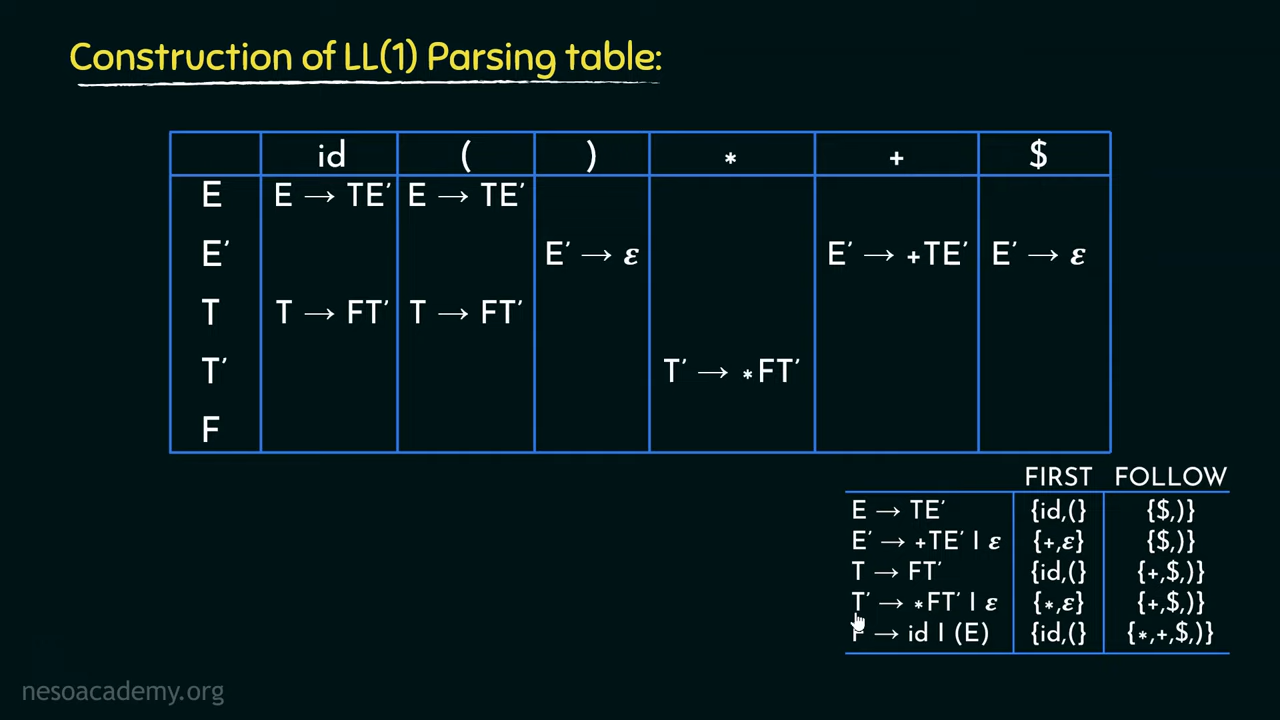 Construction of LL(1) Parsing table:
id ( ) * + $
E E → TE′ E → TE′
E′ E′ → ε E′ → +TE′ E′ → ε
T T → FT′ T → FT′
T′ T′ → *FT′
F
FIRST FOLLOW
E → TE′ {id,(} {$,)}
E′ → +TE′ | ε {+,ε} {$,)}
T → FT′ {id,(} {+,$,)}
T′ → *FT′ | ε {*,ε} {+,$,)}
F → id | (E) {id,(} {*,+,$,)}
nesoacademy.org